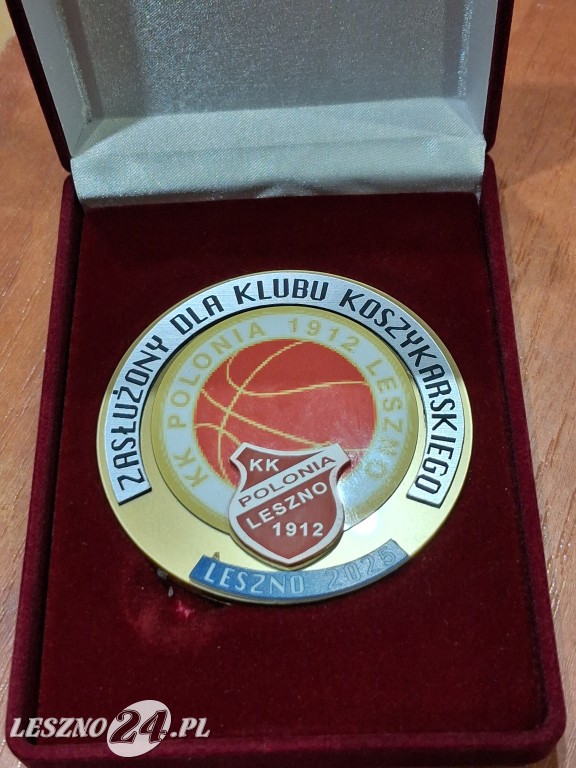 ZASŁUŻONY DLA KLUBU KOSZYKARSKIEGO
KK POLONIA 1912 LESZNO
KK
POLONIA
LESZNO
1912
LESZNO 2025
LESZNO24.PL